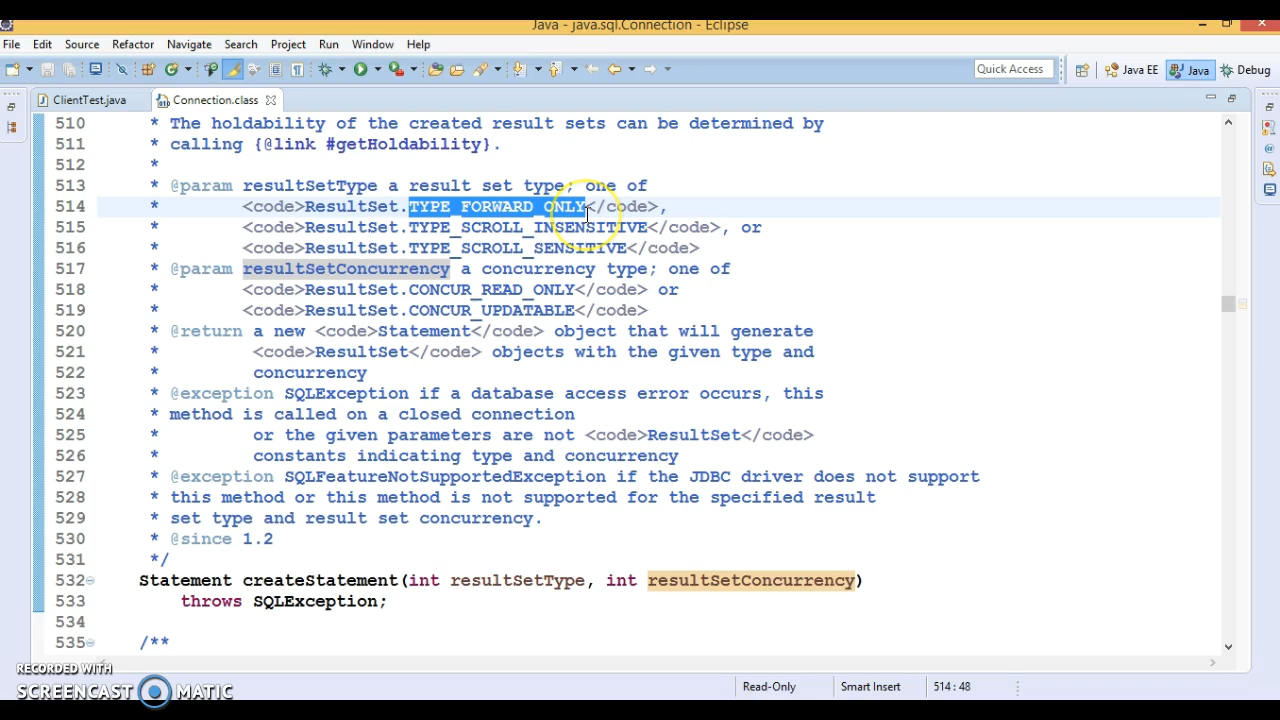 Java - java.sql.Connection - Eclipse
File Edit Source Refactor Navigate Search Project Run Window Help
Quick Access Java EE Java Debug
ClientTest.java Connection.class
510 * The holdability of the created result sets can be determined by
511 * calling {@link #getHoldability}.
512 *
513 * @param resultSetType a result set type; one of
514 * <code>ResultSet.TYPE_FORWARD_ONLY</code>,
515 * <code>ResultSet.TYPE_SCROLL_INSENSITIVE</code>, or
516 * <code>ResultSet.TYPE_SCROLL_SENSITIVE</code>
517 * @param resultSetConcurrency a concurrency type; one of
518 * <code>ResultSet.CONCUR_READ_ONLY</code> or
519 * <code>ResultSet.CONCUR_UPDATABLE</code>
520 * @return a new <code>Statement</code> object that will generate
521 * <code>ResultSet</code> objects with the given type and
522 * concurrency
523 * @exception SQLException if a database access error occurs, this
524 * method is called on a closed connection
525 * or the given parameters are not <code>ResultSet</code>
526 * constants indicating type and concurrency
527 * @exception SQLFeatureNotSupportedException if the JDBC driver does not support
528 * this method or this method is not supported for the specified result
529 * set type and result set concurrency.
530 * @since 1.2
531 */
532 Statement createStatement(int resultSetType, int resultSetConcurrency)
533 throws SQLException;
534
535 /**
RECORDED WITH
SCREENCAST MATIC
Read-Only Smart Insert 514 : 48